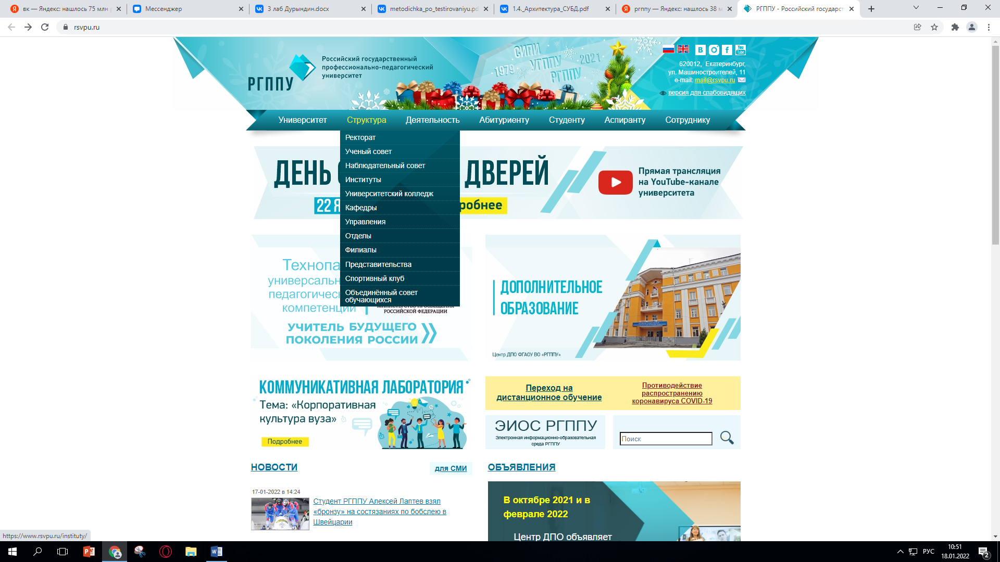 вк — Яндекс: нашлось 75 млн
Мессенджер
3 лаб Дурындин.docx
metodichka_po_testirovaniyu.pd
1.4._Архитектура_СУБД.pdf
ргппу — Яндекс: нашлось 38 м
РГППУ - Российский государст
rsvpu.ru
РГППУ
Российский государственный
профессионально-педагогический
университет
1979
СИПИ
УГППУ
РГППУ
2021
You
Tube
620012, Екатеринбург,
ул. Машиностроителей, 11
e-mail: mail@rsvpu.ru
версия для слабовидящих
Университет Структура Деятельность Абитуриенту Студенту Аспиранту Сотруднику
Ректорат
Ученый совет
Наблюдательный совет
Институты
Университетский колледж
Кафедры
Управления
Отделы
Филиалы
Представительства
Спортивный клуб
Объединённый совет
обучающихся
ДЕНЬ ДВЕРЕЙ
22 Я робнее
Прямая трансляция
на YouTube-канале
университета
Технопа
универсальн
педагогическ
компетенций
РОССИЙСКОЙ ФЕДЕРАЦИИ
УЧИТЕЛЬ БУДУЩЕГО
ПОКОЛЕНИЯ РОССИИ
ДОПОЛНИТЕЛЬНОЕ
ОБРАЗОВАНИЕ
Центр ДПО ФГАОУ ВО «РГППУ»
КОММУНИКАТИВНАЯ ЛАБОРАТОРИЯ
Тема: «Корпоративная
культура вуза»
Подробнее
Переход на
дистанционное обучение
Противодействие
распространению
коронавируса COVID-19
ЭИОС РГППУ
Электронная информационно-образовательная
среда РГППУ
Поиск
НОВОСТИ
для СМИ
ОБЪЯВЛЕНИЯ
17-01-2022 в 14:24
Студент РГППУ Алексей Лаптев взял
«бронзу» на состязаниях по бобслею в
Швейцарии
В октябре 2021 и в
феврале 2022
Центр ДПО объявляет
https://www.rsvpu.ru/instituty/
РУС
10:51
18.01.2022
2